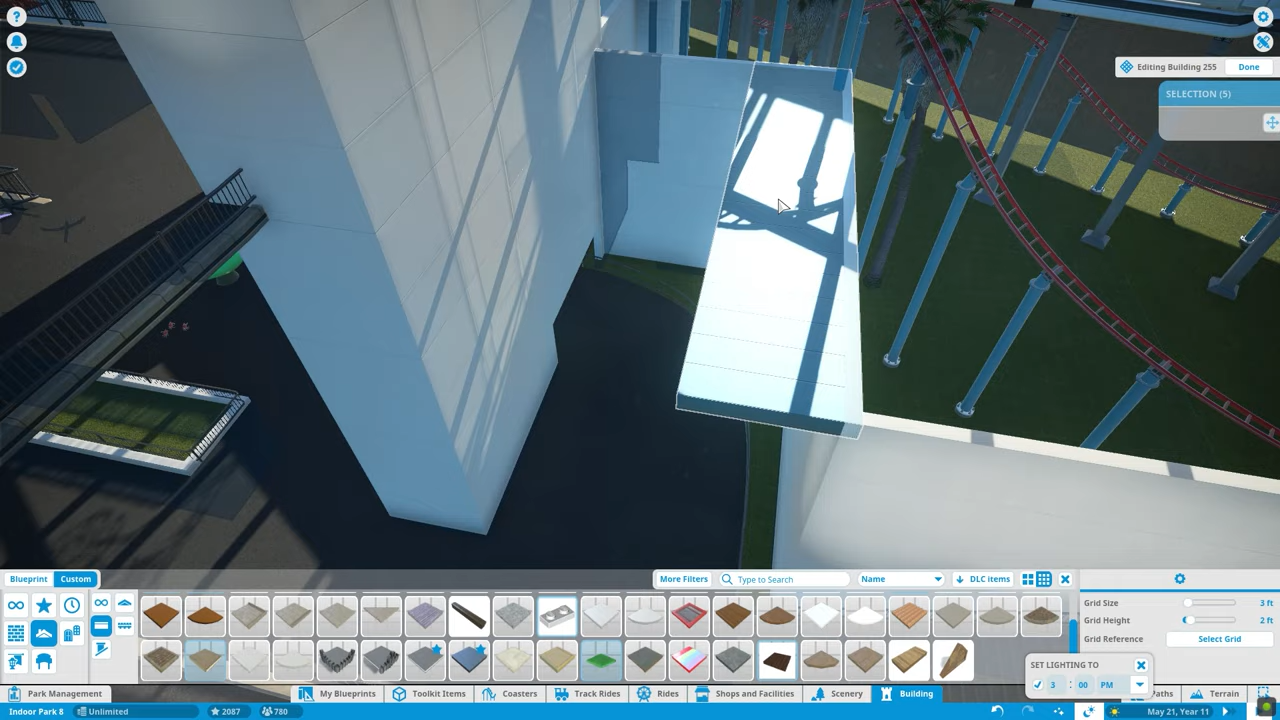 Editing Building 255
Done
SELECTION (5)
Blueprint
Custom
More Filters
Type to Search
Name
DLC items
Grid Size
3 ft
Grid Height
2 ft
Grid Reference
Select Grid
SET LIGHTING TO
3 : 00 PM
Park Management
My Blueprints
Toolkit Items
Coasters
Track Rides
Rides
Shops and Facilities
Scenery
Building
Paths
Terrain
Indoor Park 8
Unlimited
2087
780
May 21, Year 11